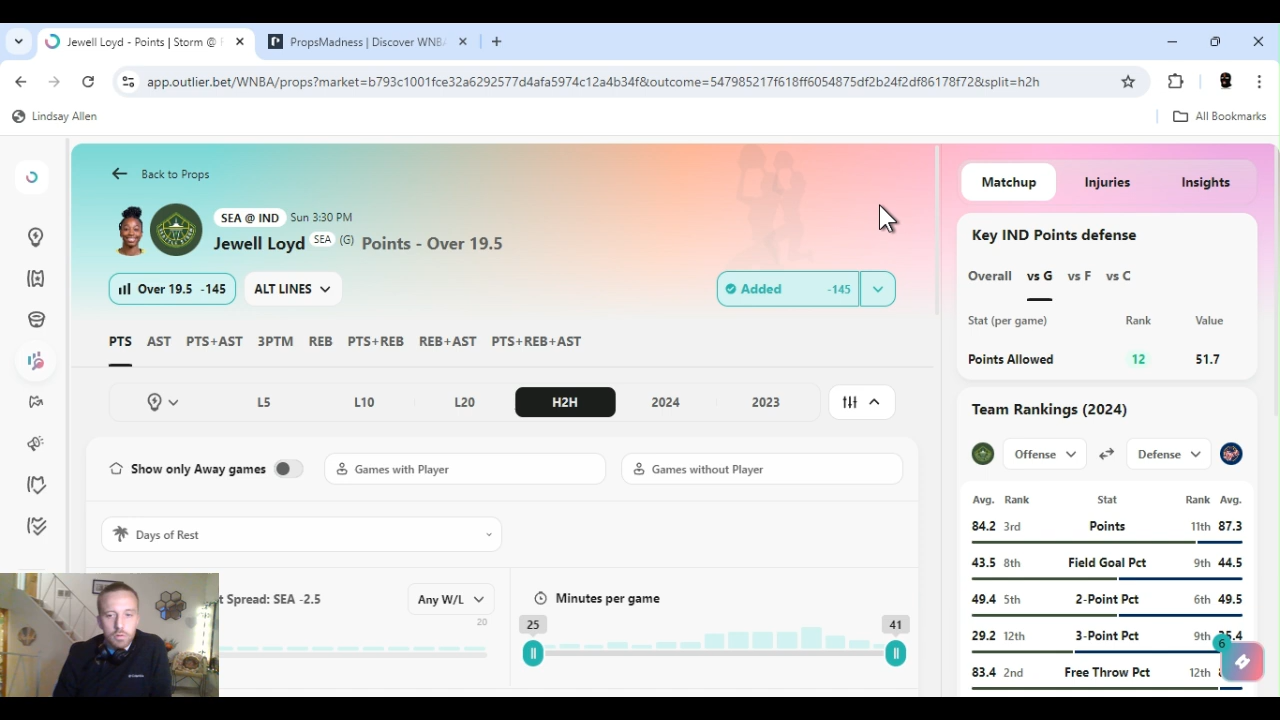 Jewell Loyd - Points | Storm @
PropsMadness | Discover WNB
app.outlier.bet/WNBA/props?market=b793c1001fce32a6292577d4afa5974c12a4b34f&outcome=547985217f618ff6054875df2b24f2df86178f72&split=h2h
Lindsay Allen
All Bookmarks
Back to Props
SEA @ IND Sun 3:30 PM
Jewell Loyd SEA (G) Points - Over 19.5
Over 19.5 -145
ALT LINES
Added -145
PTS AST PTS+AST 3PTM REB PTS+REB REB+AST PTS+REB+AST
L5 L10 L20 H2H 2024 2023
Show only Away games
Games with Player
Games without Player
Days of Rest
t Spread: SEA -2.5
Any W/L
20
Minutes per game
25
41
Matchup Injuries Insights
Key IND Points defense
Overall vs G vs F vs C
Stat (per game) Rank Value
Points Allowed 12 51.7
Team Rankings (2024)
Offense Defense
Avg. Rank Stat Rank Avg.
84.2 3rd Points 11th 87.3
43.5 8th Field Goal Pct 9th 44.5
49.4 5th 2-Point Pct 6th 49.5
29.2 12th 3-Point Pct 9th 5.4
6
83.4 2nd Free Throw Pct 12th